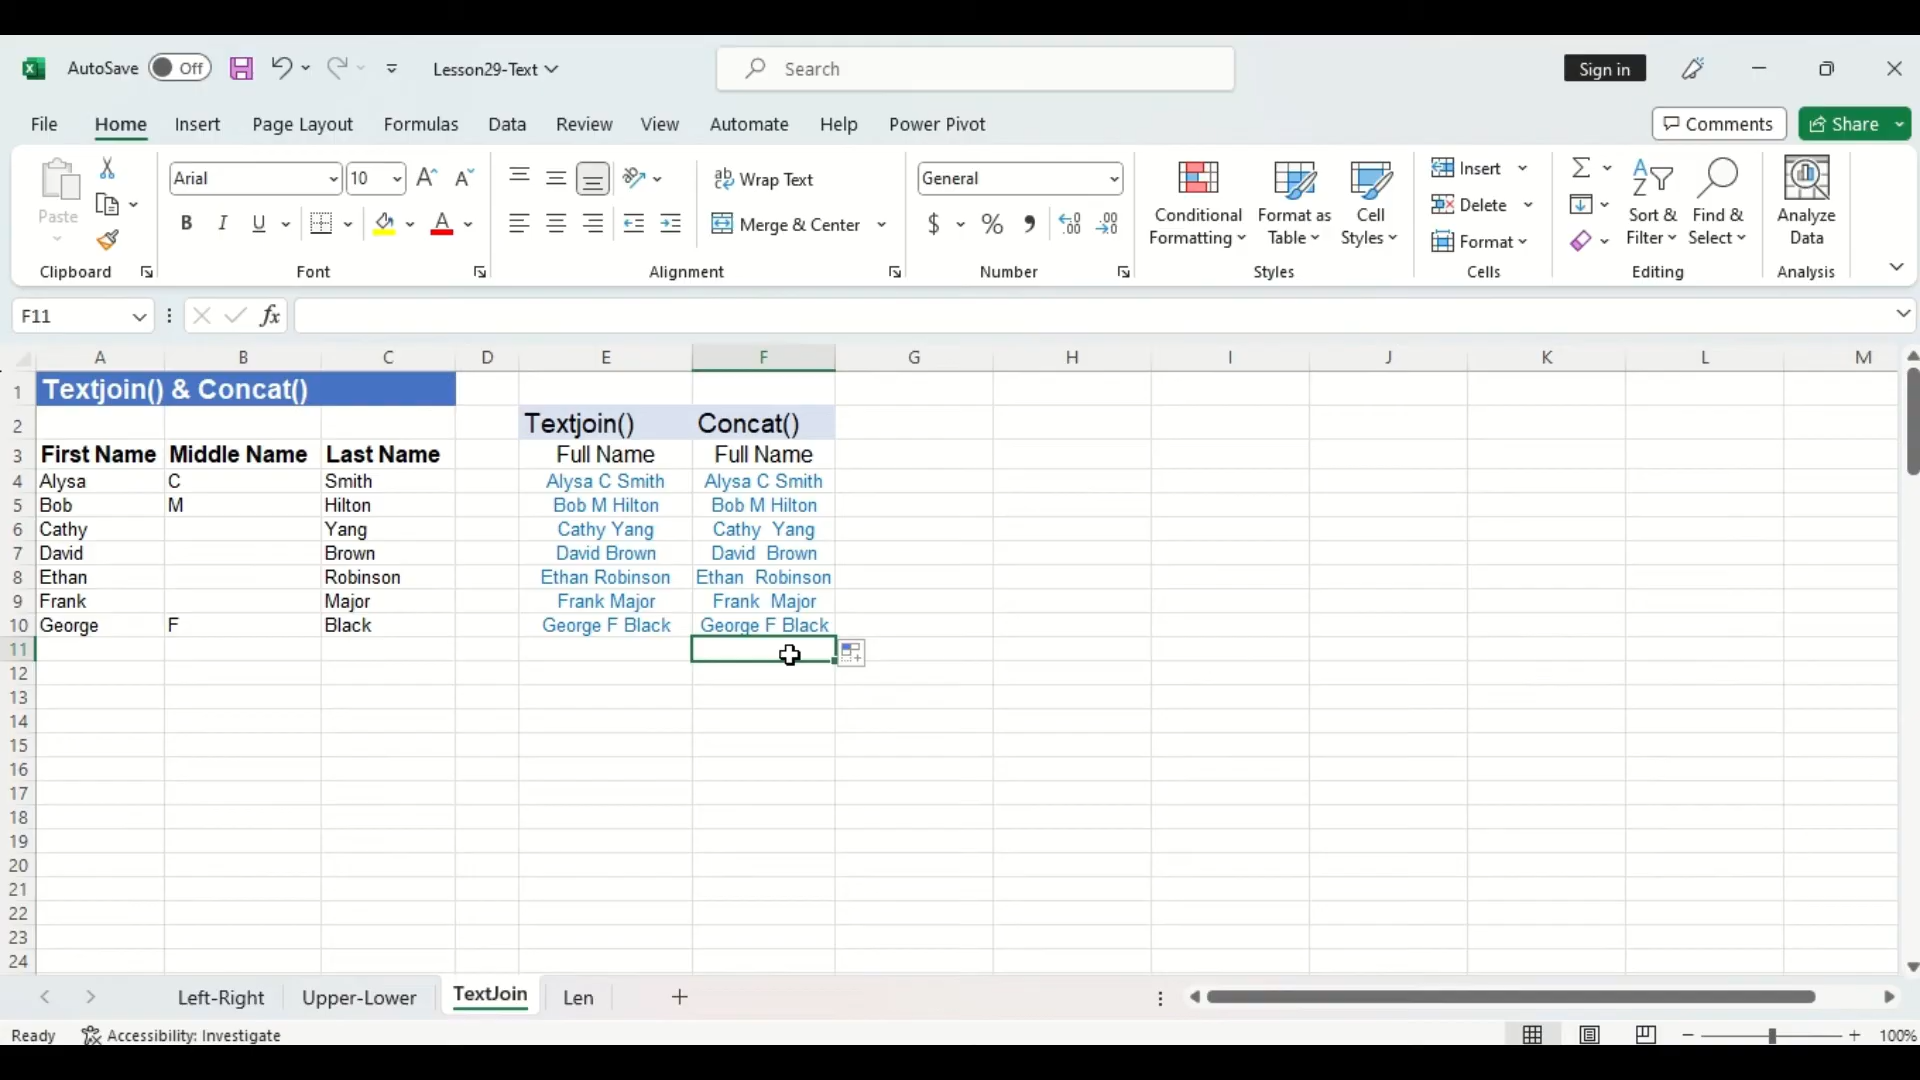 AutoSave Off Lesson29-Text Search Sign in
File Home Insert Page Layout Formulas Data Review View Automate Help Power Pivot Comments Share
Paste
Clipboard
Arial 10
B I U A
Font
Wrap Text
Merge & Center
Alignment
General
$ % 9
Number
Conditional Formatting
Format as Table
Cell Styles
Styles
Insert
Delete
Format
Cells
Sort & Filter
Find & Select
Editing
Analyze Data
Analysis
F11 fx
A B C D E F G H I J K L M
1 Textjoin() & Concat()
2 Textjoin() Concat()
3 First Name Middle Name Last Name Full Name Full Name
4 Alysa C Smith Alysa C Smith Alysa C Smith
5 Bob M Hilton Bob M Hilton Bob M Hilton
6 Cathy Yang Cathy Yang Cathy  Yang
7 David Brown David Brown David  Brown
8 Ethan Robinson Ethan Robinson Ethan  Robinson
9 Frank Major Frank Major Frank  Major
10 George F Black George F Black George F Black
11
12
13
14
15
16
17
18
19
20
21
22
23
24
Left-Right Upper-Lower TextJoin Len
Ready Accessibility: Investigate 100%